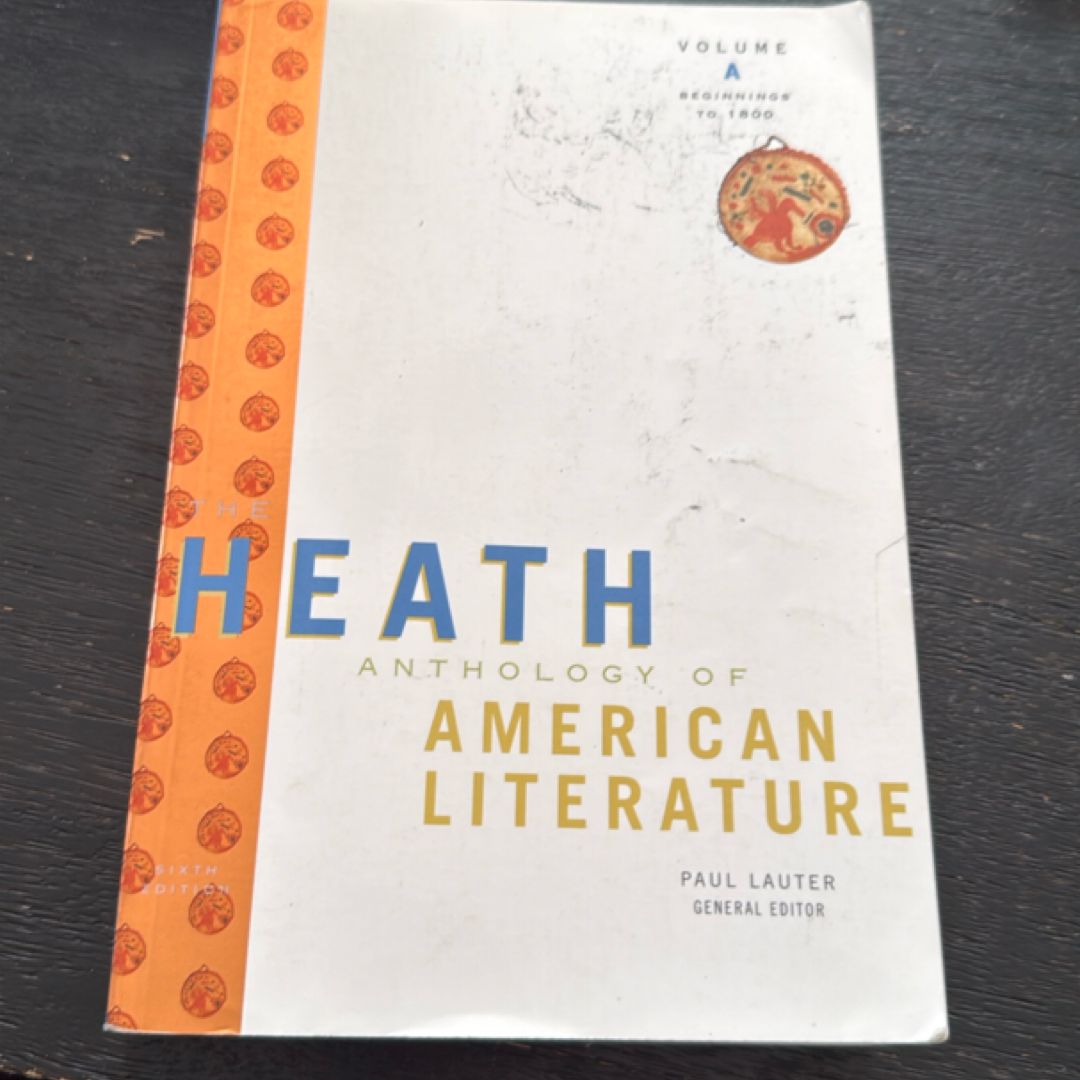 VOLUME
A
BEGINNINGS
TO 1800
THE
HEATH
ANTHOLOGY OF
AMERICAN
LITERATURE
SIXTH
EDITION
PAUL LAUTER
GENERAL EDITOR